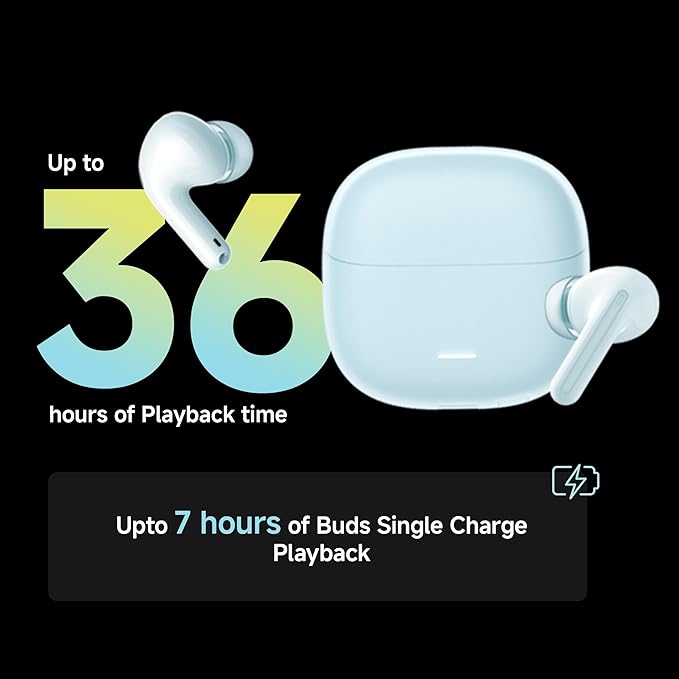 Up to
36
hours of Playback time
Upto 7 hours of Buds Single Charge
Playback